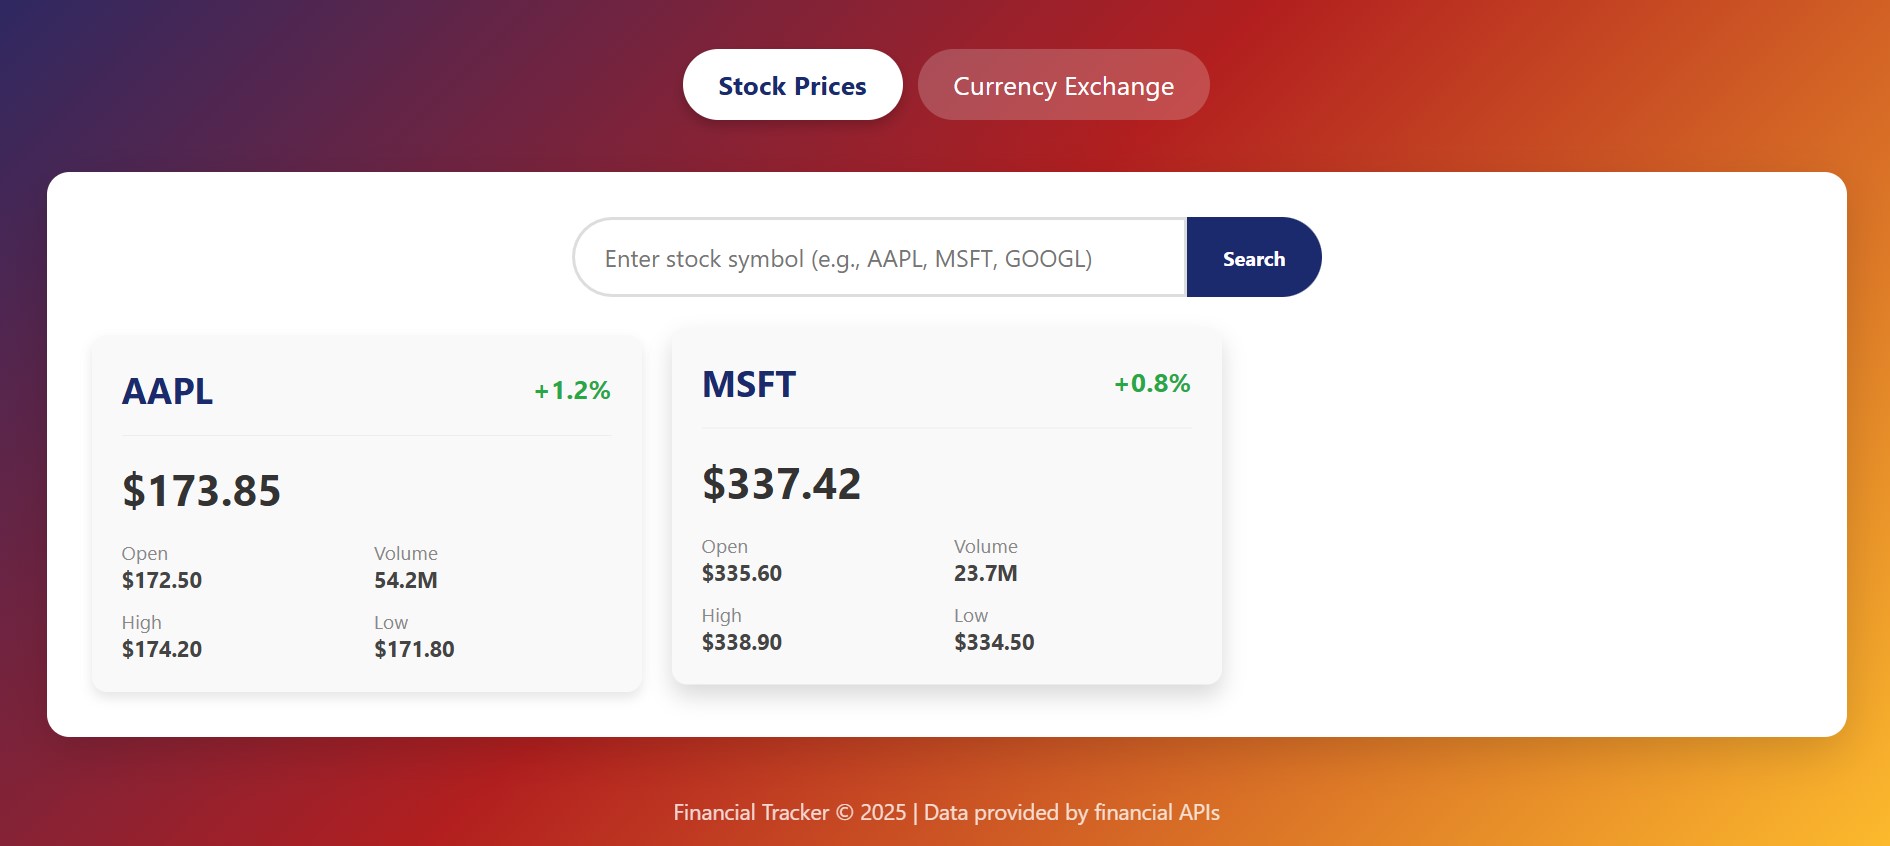 Stock Prices
Currency Exchange
Enter stock symbol (e.g., AAPL, MSFT, GOOGL)
Search
AAPL
+1.2%
$173.85
Open
Volume
$172.50
54.2M
High
Low
$174.20
$171.80
MSFT
+0.8%
$337.42
Open
Volume
$335.60
23.7M
High
Low
$338.90
$334.50
Financial Tracker © 2025 | Data provided by financial APIs